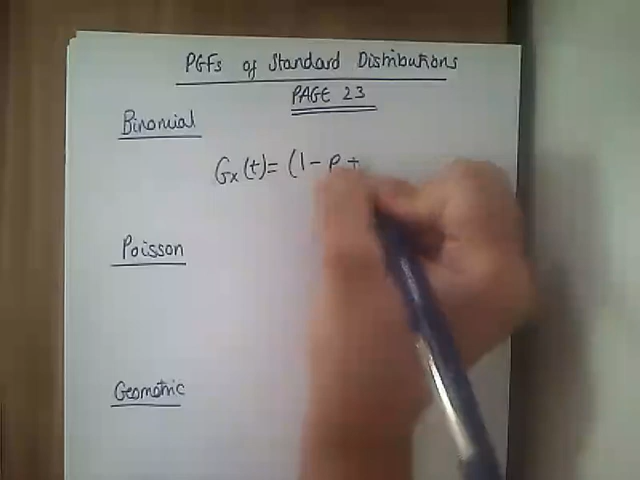 PGFs of Standard Distributions
PAGE 23
Binomial
Gx(t)= (1- p +
Poisson
Geometric